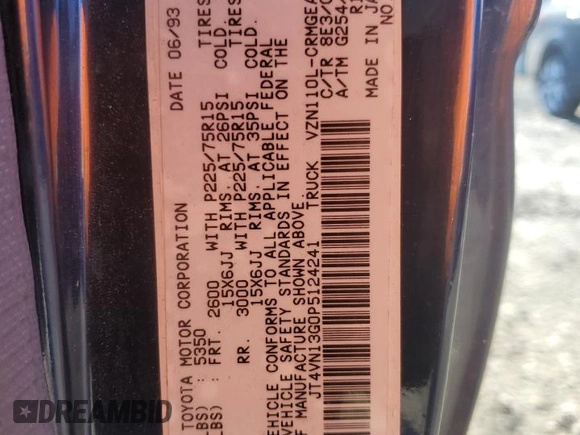 TOYOTA MOTOR CORPORATION DATE 06/93
LBS) : 5350
LBS) : FRT. 2600 WITH P225/75R15 TIRES
15X6JJ RIMS, AT 26PSI COLD.
RR. 3000 WITH P225/75R15 TIRES
15X6JJ RIMS, AT 35PSI COLD.
VEHICLE CONFORMS TO ALL APPLICABLE FEDERAL
VEHICLE SAFETY STANDARDS IN EFFECT ON THE
F MANUFACTURE SHOWN ABOVE.
JT4VN13G0P5124241 TRUCK VZN110L-CRMGEA
C/TR 8E3/
A/TM G254
MADE IN JA
NO
DREAMBID